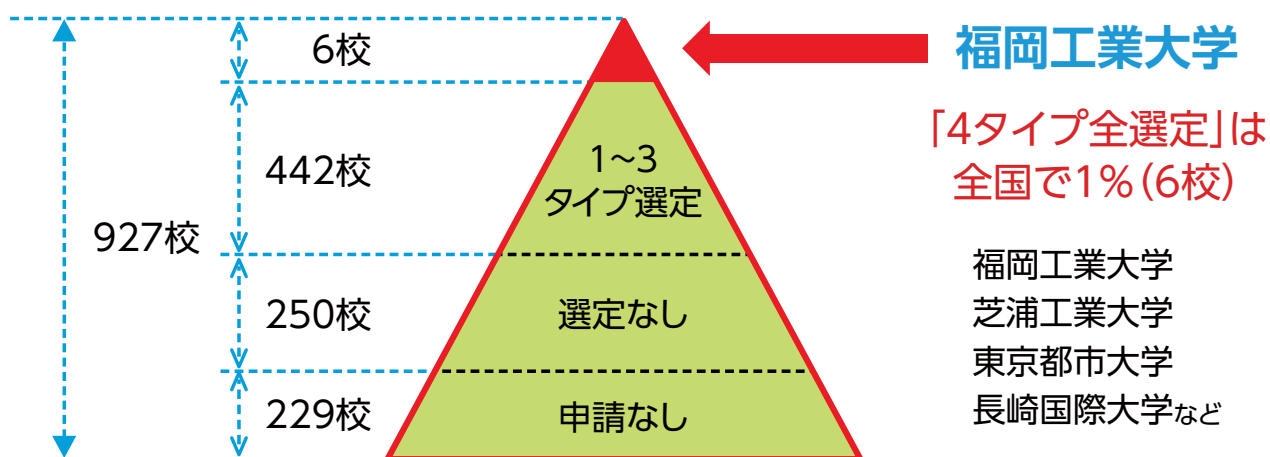 6校
福岡工業大学
「4タイプ全選定」は
全国で1%(6校)
442校
1~3
タイプ選定
927校
250校
選定なし
229校
申請なし
福岡工業大学
芝浦工業大学
東京都市大学
長崎国際大学など